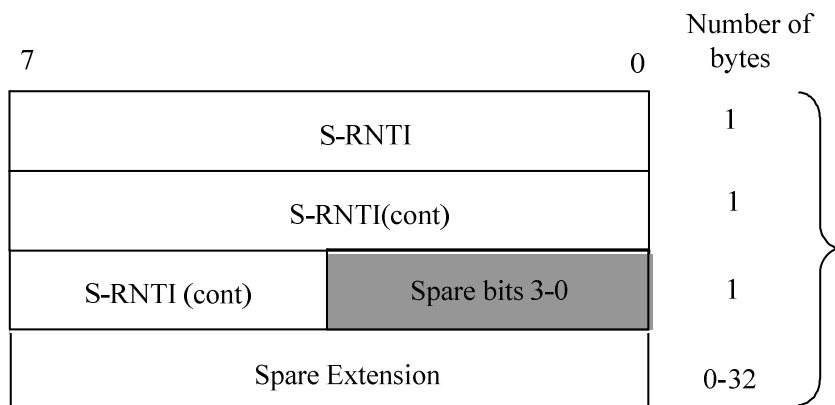 Number of
bytes
7 0
S-RNTI 1
S-RNTI(cont) 1
S-RNTI (cont) Spare bits 3-0 1
Spare Extension 0-32